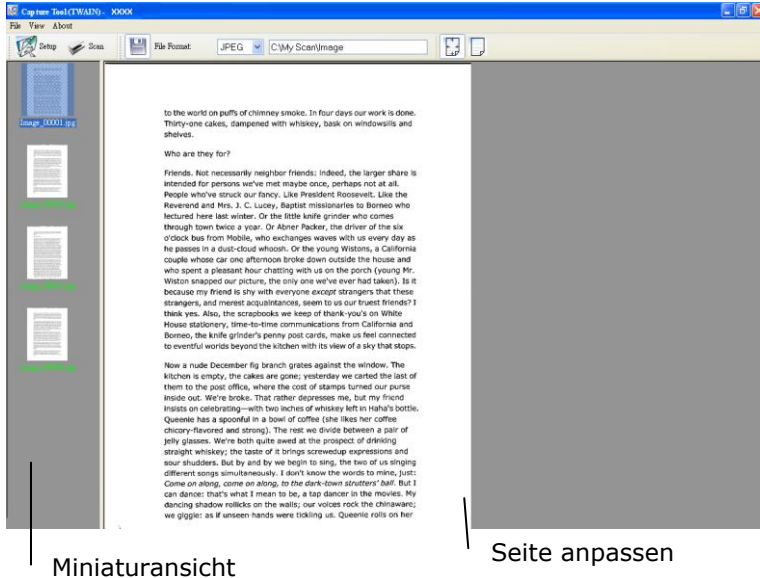 Capture Tool(TWAIN) - XXXX
File View About
Setup Scan File Format: JPEG C:\My Scan\Image
Image_00001.jpg
to the world on puffs of chimney smoke. In four days our work is done.
Thirty-one cakes, dampened with whiskey, bask on windowsills and
shelves.
Who are they for?
Friends. Not necessarily neighbor friends: indeed, the larger share is
intended for persons we've met maybe once, perhaps not at all.
People who've struck our fancy. Like President Roosevelt. Like the
Reverend and Mrs. J. C. Lucey, Baptist missionaries to Borneo who
lectured here last winter. Or the little knife grinder who comes
through town twice a year. Or Abner Packer, the driver of the six
o'clock bus from Mobile, who exchanges waves with us every day as
he passes in a dust-cloud whoosh. Or the young Wistons, a California
couple whose car one afternoon broke down outside the house and
who spent a pleasant hour chatting with us on the porch (young Mr.
Wiston snapped our picture, the only one we've ever had taken). Is it
because my friend is shy with everyone except strangers that these
strangers, and merest acquaintances, seem to us our truest friends? I
think yes. Also, the scrapbooks we keep of thank-you's on White
House stationery, time-to-time communications from California and
Borneo, the knife grinder's penny post cards, make us feel connected
to eventful worlds beyond the kitchen with its view of a sky that stops.
Now a nude December fig branch grates against the window. The
kitchen is empty, the cakes are gone; yesterday we carted the last of
them to the post office, where the cost of stamps turned our purse
inside out. We're broke. That rather depresses me, but my friend
insists on celebrating—with two inches of whiskey left in Haha's bottle.
Queenie has a spoonful in a bowl of coffee (she likes her coffee
chicory-flavored and strong). The rest we divide between a pair of
jelly glasses. We're both quite awed at the prospect of drinking
straight whiskey; the taste of it brings screwedup expressions and
sour shudders. But by and by we begin to sing, the two of us singing
different songs simultaneously. I don't know the words to mine, just:
Come on along, come on along, to the dark-town strutters' ball. But I
can dance: that's what I mean to be, a tap dancer in the movies. My
dancing shadow rollicks on the walls; our voices rock the chinaware;
we giggle: as if unseen hands were tickling us. Queenie rolls on her
Miniaturansicht
Seite anpassen